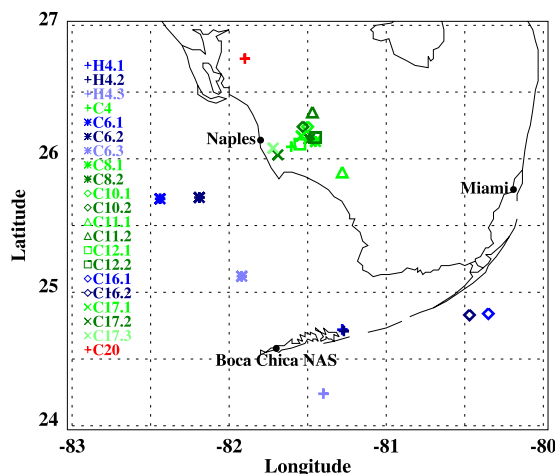 27
+H4.1
+H4.2
+H4.3
+C4
C6.1
C6.2
C6.3
C8.1
C8.2
C10.1
C10.2
C11.1
C11.2
C12.1
C12.2
C16.1
C16.2
C17.1
C17.2
C17.3
+C20
Naples
Miami
Boca Chica NAS
26
25
24
Latitude
-83
-82
-81
-80
Longitude